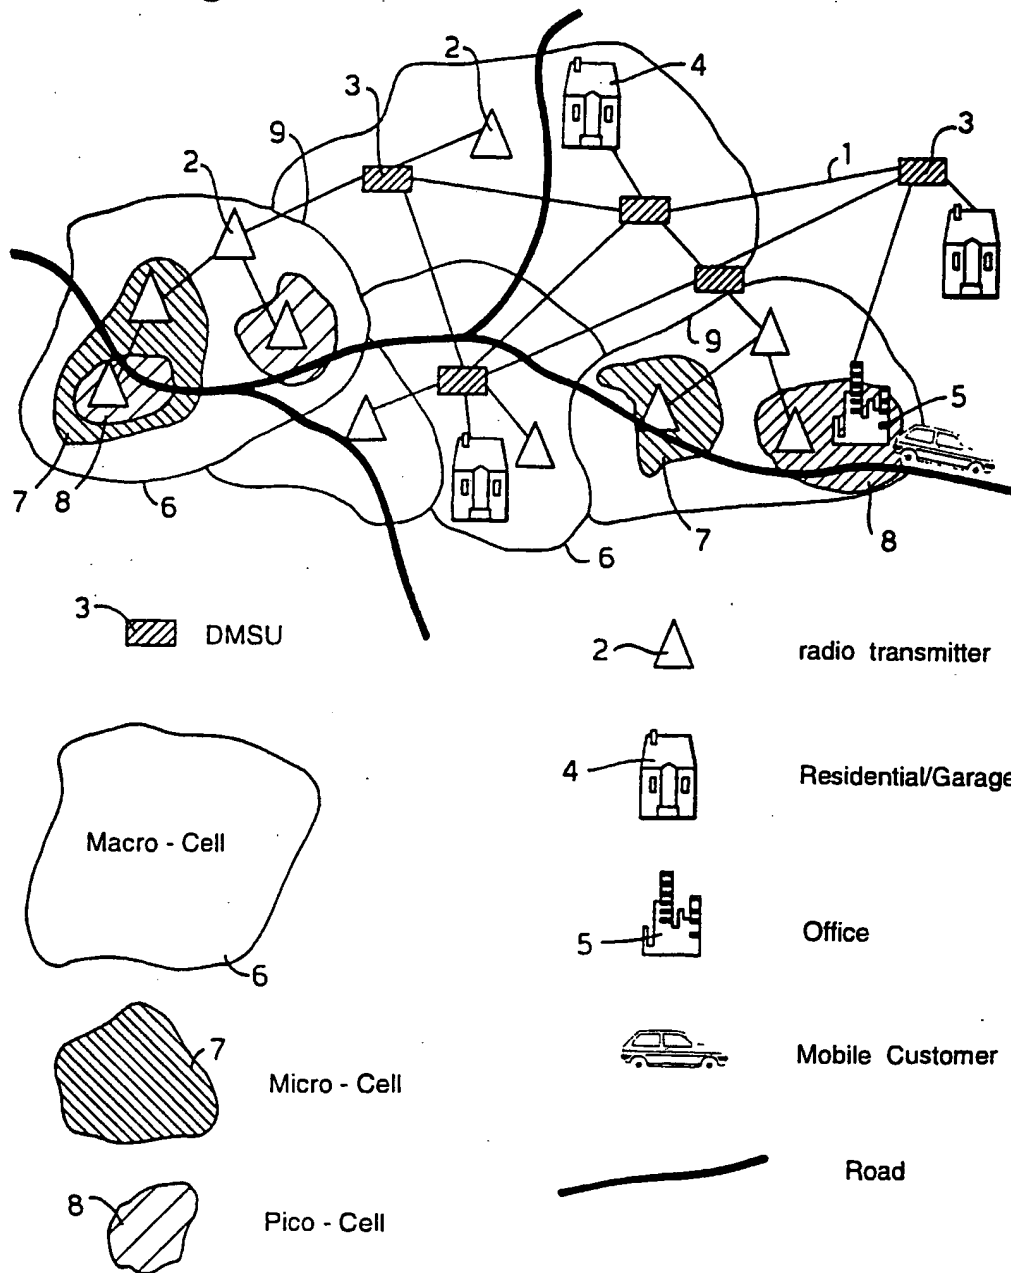 2
4
3
3
9
2
1
9
5
7
8
6
7
8
6
3 DMSU
2 radio transmitter
4 Residential/Garage
Macro - Cell
6
5 Office
7 Micro - Cell
Mobile Customer
Road
8 Pico - Cell